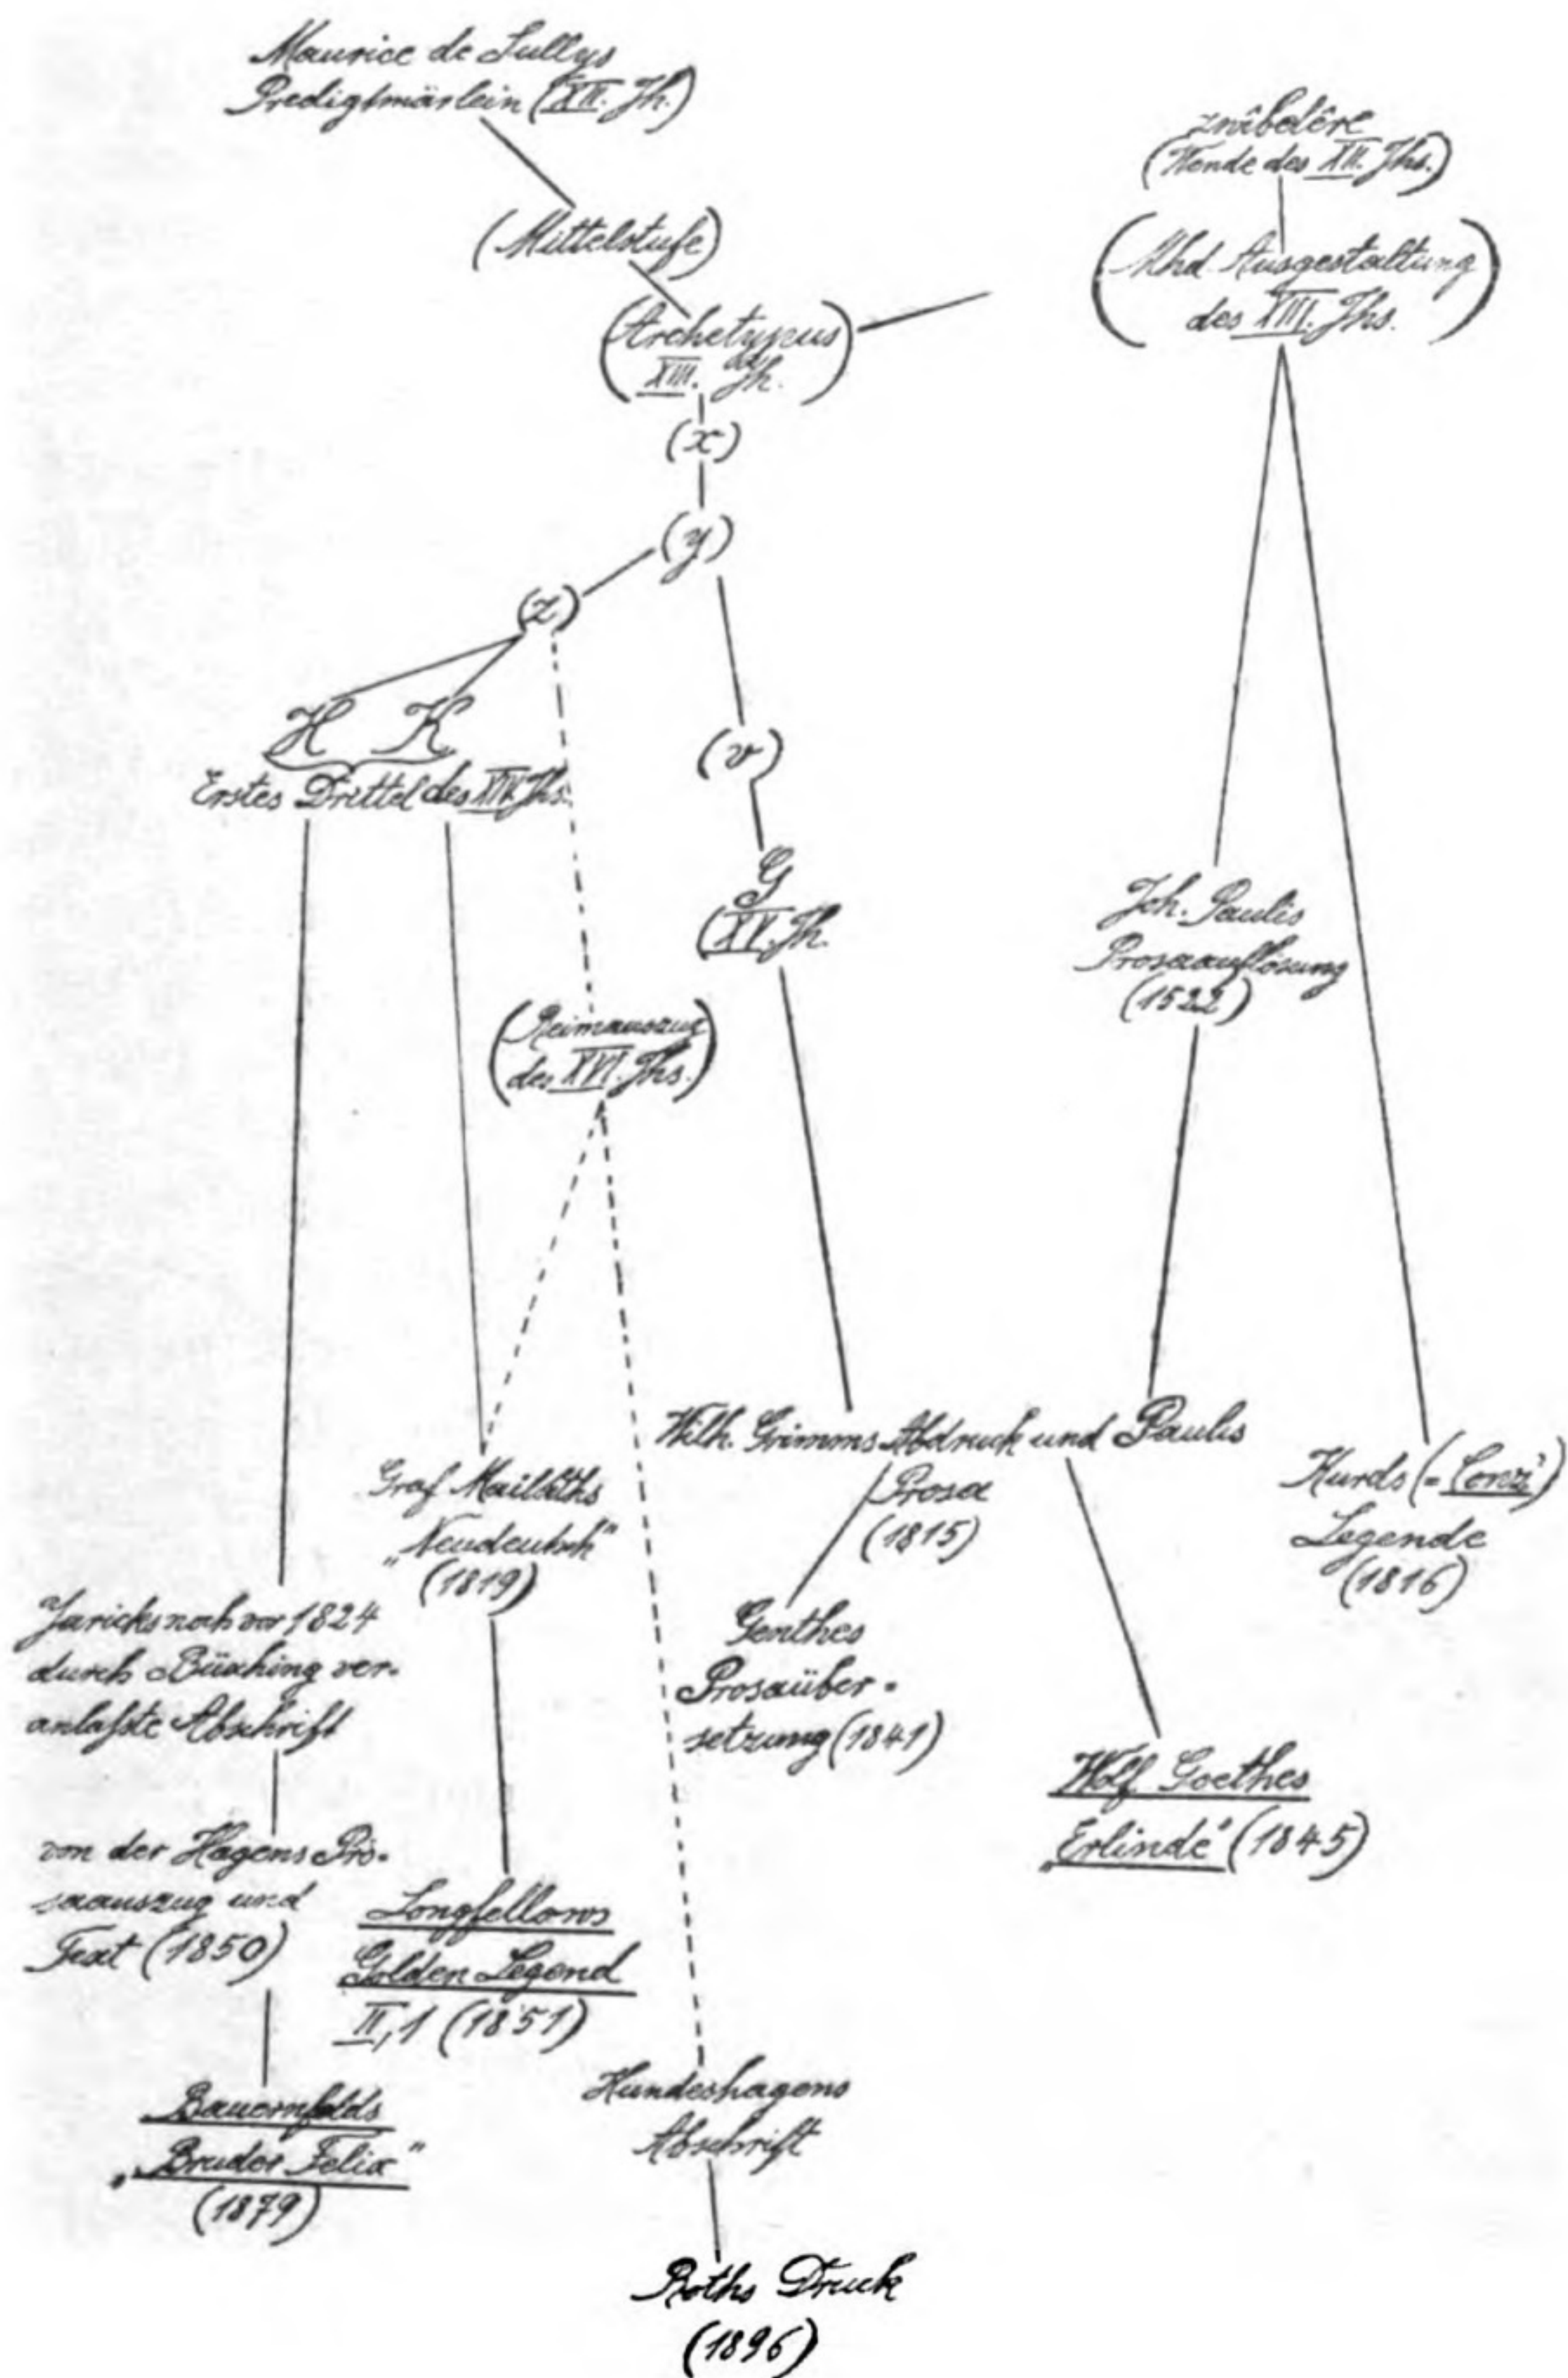 Maurice de Sullys
Predigtmärlein (XII. Jh.)
zwîbelêre
(Wende des XII. Jhs.)
(Mittelstufe)
(Mhd. Ausgestaltung
des XIII. Jhs.)
(Archetypus
XIII. Jh.)
(x)
(y)
(z)
H K
Erstes Drittel des XIV. Jhs.
(v)
G
(XV. Jh.
Joh. Paulis
Prosaauflösung
(1522)
(Reimauszug
des XVI. Jhs.)
Wilh. Grimms Abdruck und Paulis
Prosa
(1815)
Graf Mailáths
„Neudeutsch"
(1819)
Kurds (=
Legende
(1816)
Jaricks noch vor 1824
durch Büsching ver-
anlaßte Abschrift
Genthes
Prosaüber-
setzung (1841)
Wolf Goethes
„Erlinde" (1845)
von der Hagens Pro-
saauszug und
Text (1850)
Longfellows
Golden Legend
II, 1 (1851)
Bauernfelds
„Bruder Felix"
(1879)
Hundeshagens
Abschrift
Roths Druck
(1896)